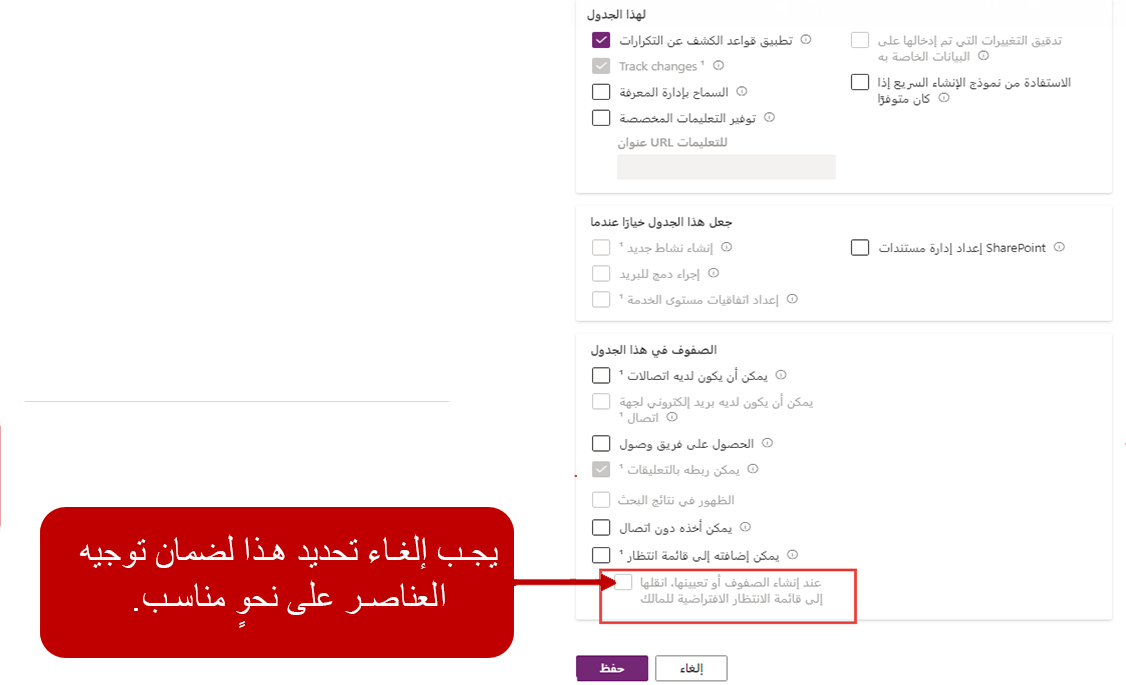 لهذا الجدول
تطبيق قواعد الكشف عن التكرارات
Track changes ¹
السماح بإدارة المعرفة
توفير التعليمات المخصصة
للتعليمات URL عنوان
تدقيق التغييرات التي تم إدخالها على
البيانات الخاصة به
الاستفادة من نموذج الإنشاء السريع إذا
كان متوفرًا
جعل هذا الجدول خيارًا عندما
إنشاء نشاط جديد ¹
إجراء دمج للبريد
إعداد اتفاقيات مستوى الخدمة ¹
SharePoint إعداد إدارة مستندات
الصفوف في هذا الجدول
يمكن أن يكون لديه اتصالات ¹
يمكن أن يكون لديه بريد إلكتروني لجهة
اتصال ¹
الحصول على فريق وصول
يمكن ربطه بالتعليقات ¹
الظهور في نتائج البحث
يمكن أخذه دون اتصال
يمكن إضافته إلى قائمة انتظار ¹
عند إنشاء الصفوف أو تعيينها، انقلها
إلى قائمة الانتظار الافتراضية للمالك
يجب إلغاء تحديد هذا لضمان توجيه
العناصر على نحوٍ مناسب.
حفظ
إلغاء